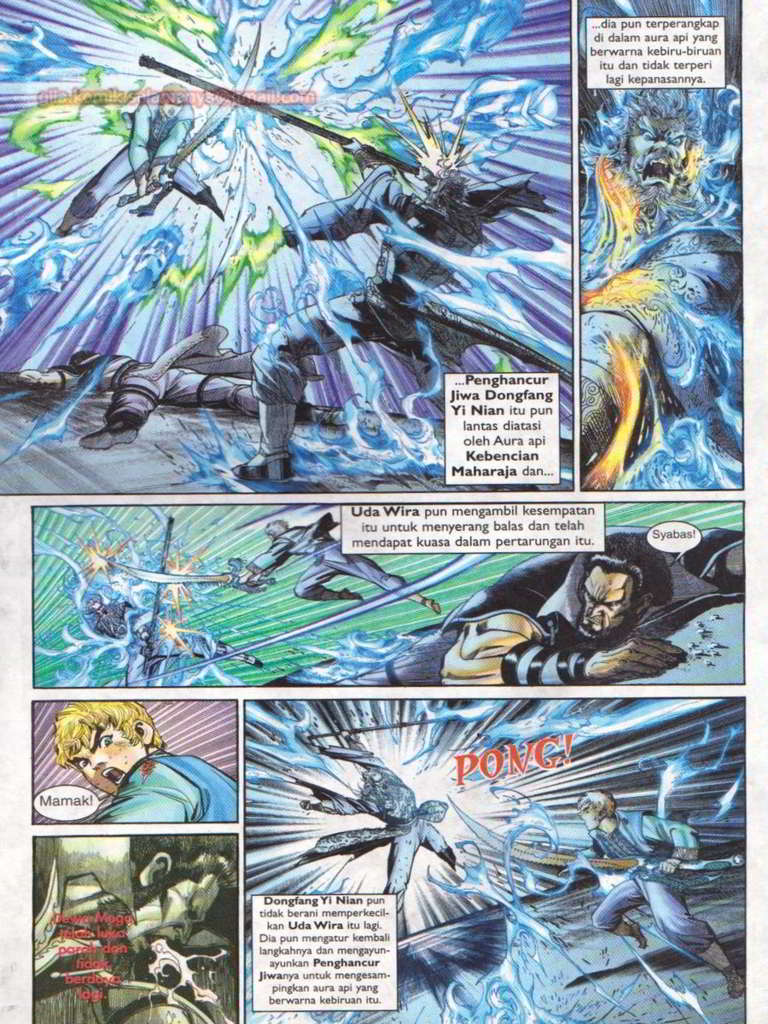 ...dia pun terperangkap
di dalam aura api yang
berwarna kebiru-biruan
itu dan tidak terperi
lagi kepanasannya.
...Penghancur
Jiwa Dongfang
Yi Nian itu pun
lantas diatasi
oleh Aura api
Kebencian
Maharaja dan...
Uda Wira pun mengambil kesempatan
itu untuk menyerang balas dan telah
mendapat kuasa dalam pertarungan itu.
Syabas!
Mamak!
PONG!
Dewa Mega
telah luka
parah dan
tidak
berdaya
lagi.
Dongfang Yi Nian pun
tidak berani memperkecil-
kan Uda Wira itu lagi.
Dia pun mengatur kembali
langkahnya dan mengayun-
ayunkan Penghancur
Jiwanya untuk mengesam-
pingkan aura api yang
berwarna kebiruan itu.